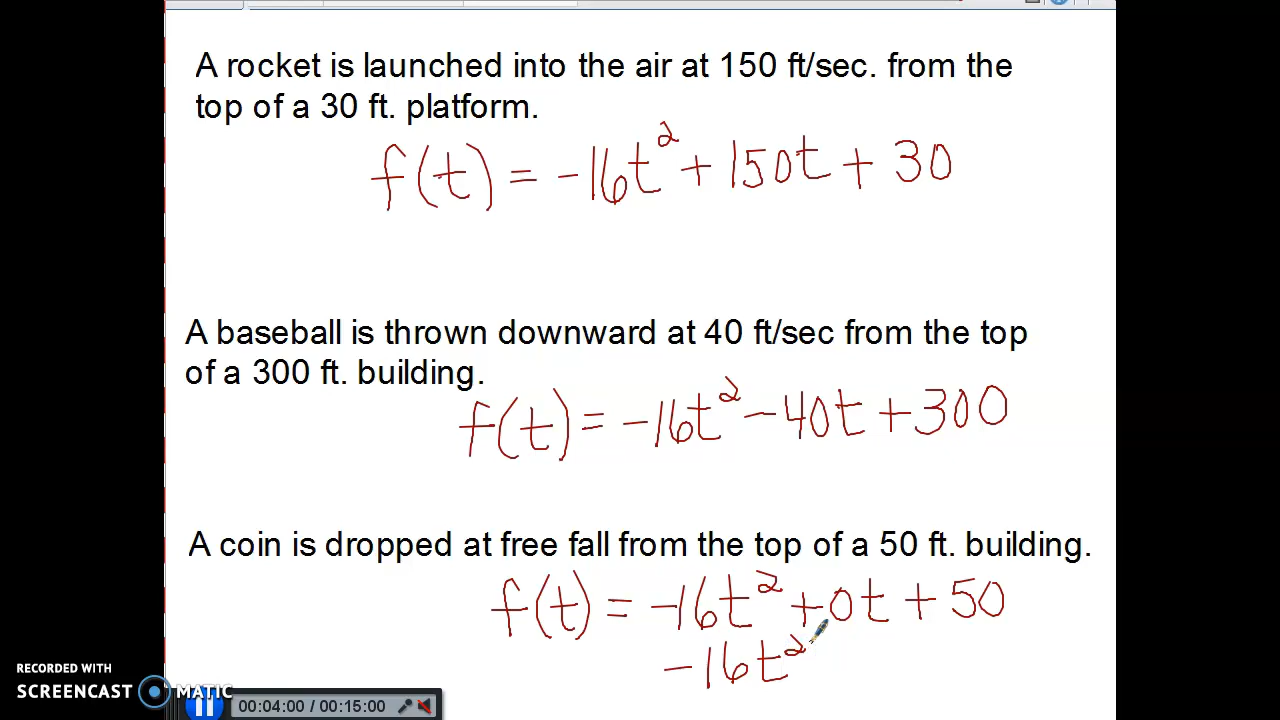 A rocket is launched into the air at 150 ft/sec. from the
top of a 30 ft. platform.
f(t) = -16t² + 150t + 30
A baseball is thrown downward at 40 ft/sec from the top
of a 300 ft. building.
f(t) = -16t² - 40t + 300
A coin is dropped at free fall from the top of a 50 ft. building.
f(t) = -16t² + 0t + 50
-16t²
RECORDED WITH
SCREENCAST MATIC
00:04:00 / 00:15:00